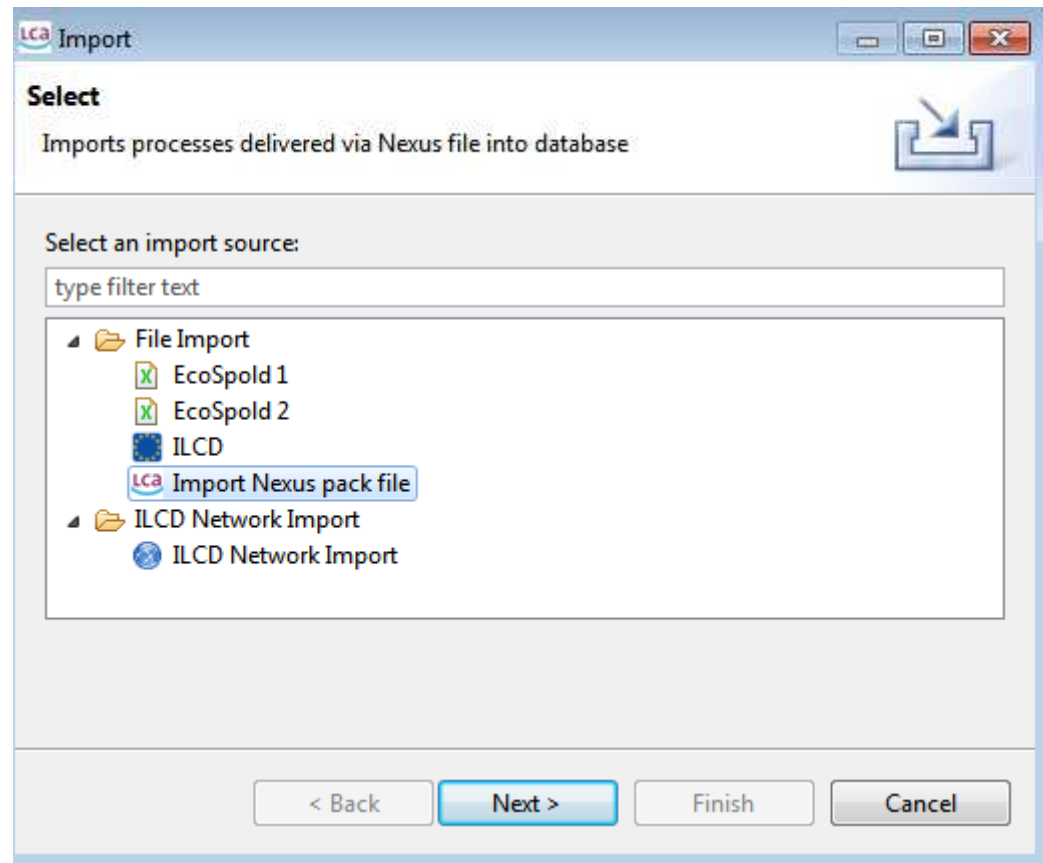 LCa Import
Select
Imports processes delivered via Nexus file into database
Select an import source:
type filter text
File Import
X EcoSpold 1
X EcoSpold 2
ILCD
LCa Import Nexus pack file
ILCD Network Import
ILCD Network Import
< Back Next > Finish Cancel